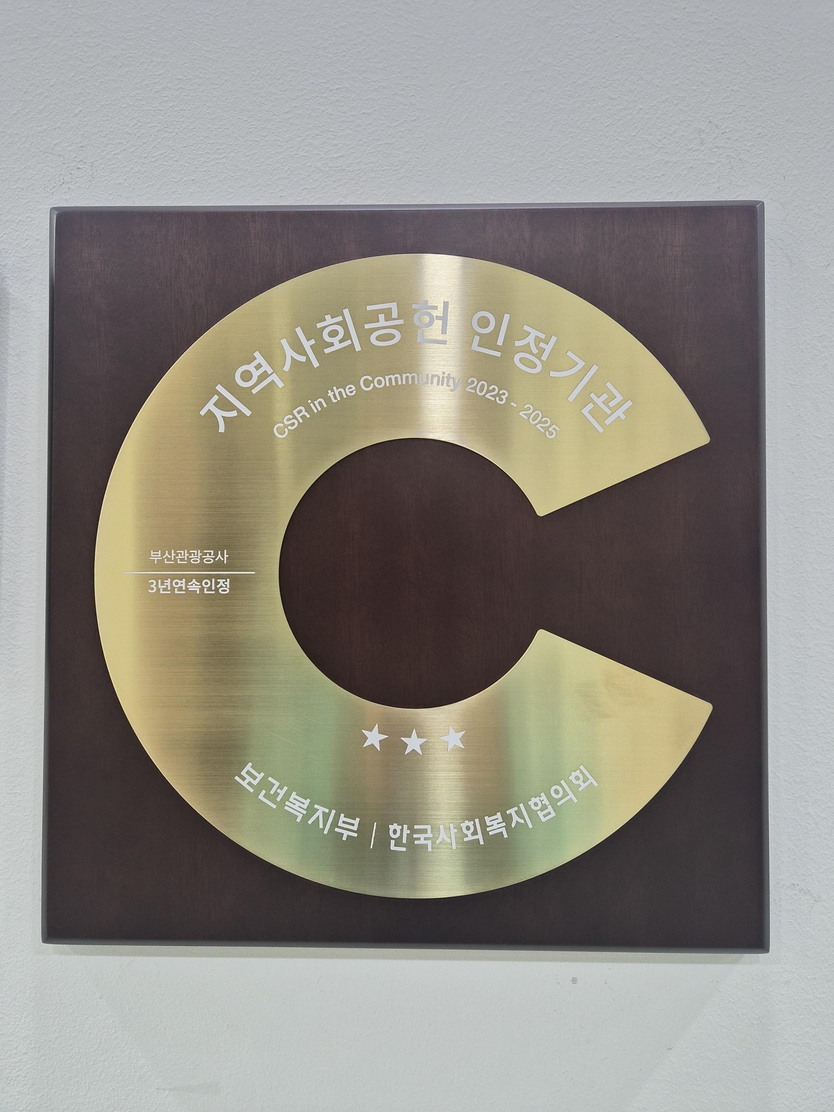 지역사회공헌 인정기관
CSR in the Community 2023 - 2025
부산관광공사
3년연속인정
보건복지부 | 한국사회복지협의회